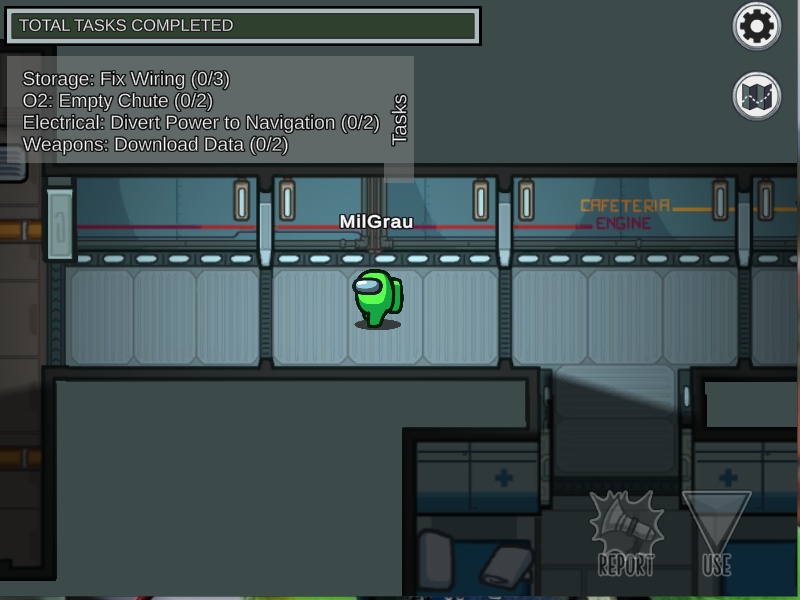 TOTAL TASKS COMPLETED
Storage: Fix Wiring (0/3)
O2: Empty Chute (0/2)
Electrical: Divert Power to Navigation (0/2)
Weapons: Download Data (0/2)
Tasks
CAFETERIA
ENGINE
MilGrau
REPORT
USE